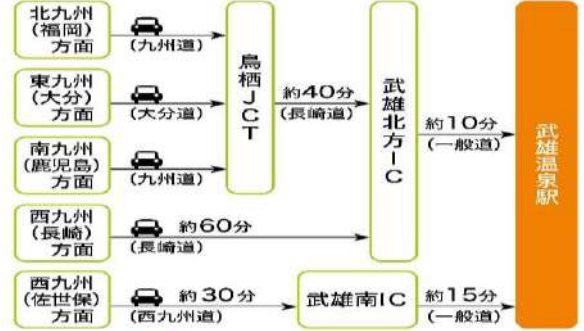 北九州
(福岡)
方面
(九州道)
東九州
(大分)
方面
(大分道)
南九州
(鹿児島)
方面
(九州道)
鳥栖JCT
約40分
(長崎道)
西九州
(長崎)
方面
約60分
(長崎道)
武雄北方IC
約10分
(一般道)
西九州
(佐世保)
方面
約30分
(西九州道)
武雄南IC
約15分
(一般道)
武雄温泉駅